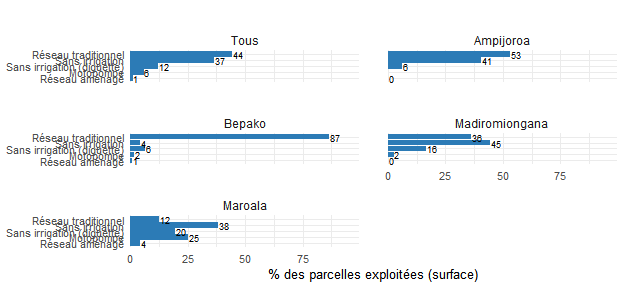 Tous
Ampijoroa
Réseau traditionnel
44
53
Sans irrigation
37
41
Sans irrigation (diguette)
12
6
Motopompe
6
Réseau aménagé
1
0
Bepako
Madiromiongana
Réseau traditionnel
87
36
Sans irrigation
4
45
Sans irrigation (diguette)
6
16
Motopompe
2
2
Réseau aménagé
1
0
0
25
50
75
Maroala
Réseau traditionnel
12
Sans irrigation
38
Sans irrigation (diguette)
20
Motopompe
25
Réseau aménagé
4
0
25
50
75
% des parcelles exploitées (surface)